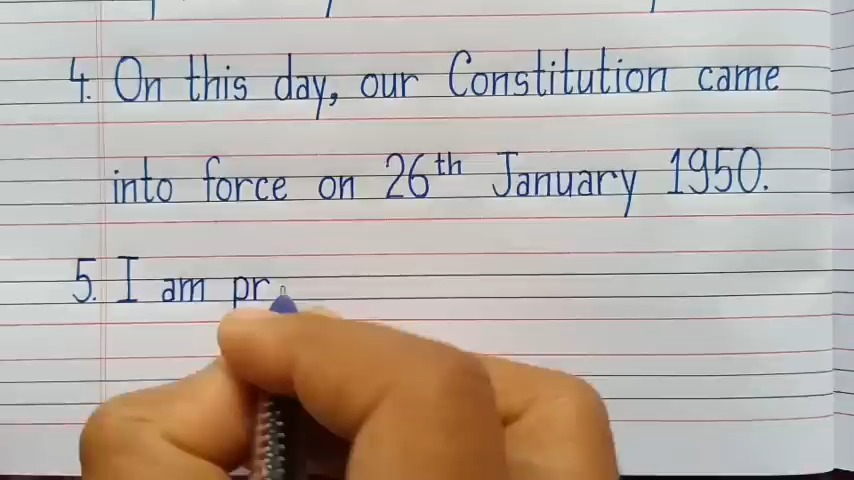 4. On this day, our Constitution came
into force on 26th January 1950.
5. I am pr